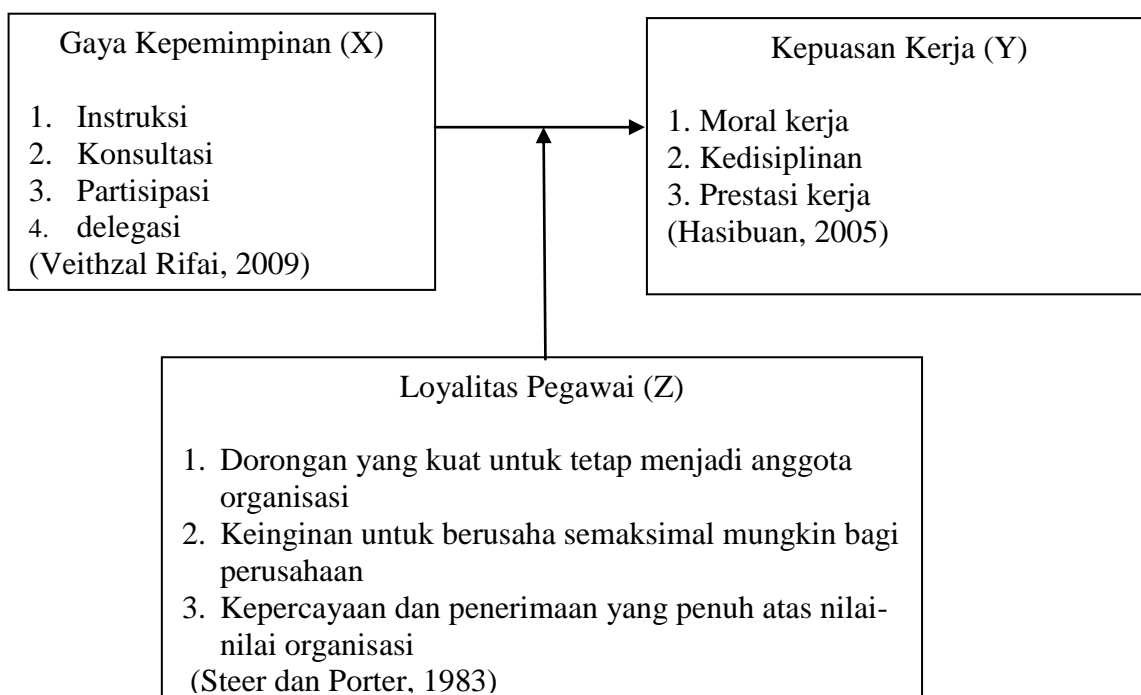 Gaya Kepemimpinan (X)
1. Instruksi
2. Konsultasi
3. Partisipasi
4. delegasi
(Veithzal Rifai, 2009)
Kepuasan Kerja (Y)
1. Moral kerja
2. Kedisiplinan
3. Prestasi kerja
(Hasibuan, 2005)
Loyalitas Pegawai (Z)
1. Dorongan yang kuat untuk tetap menjadi anggota
organisasi
2. Keinginan untuk berusaha semaksimal mungkin bagi
perusahaan
3. Kepercayaan dan penerimaan yang penuh atas nilai-
nilai organisasi
(Steer dan Porter, 1983)